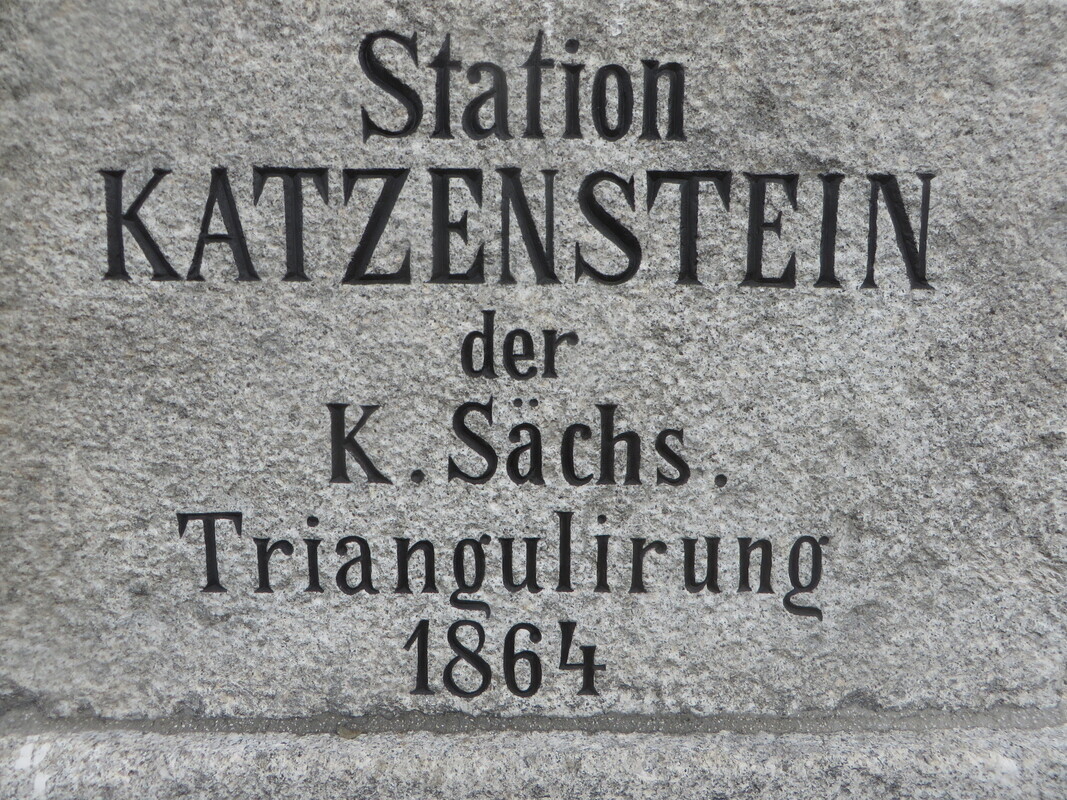 Station
KATZENSTEIN
der
K. Sächs.
Triangulirung
1864